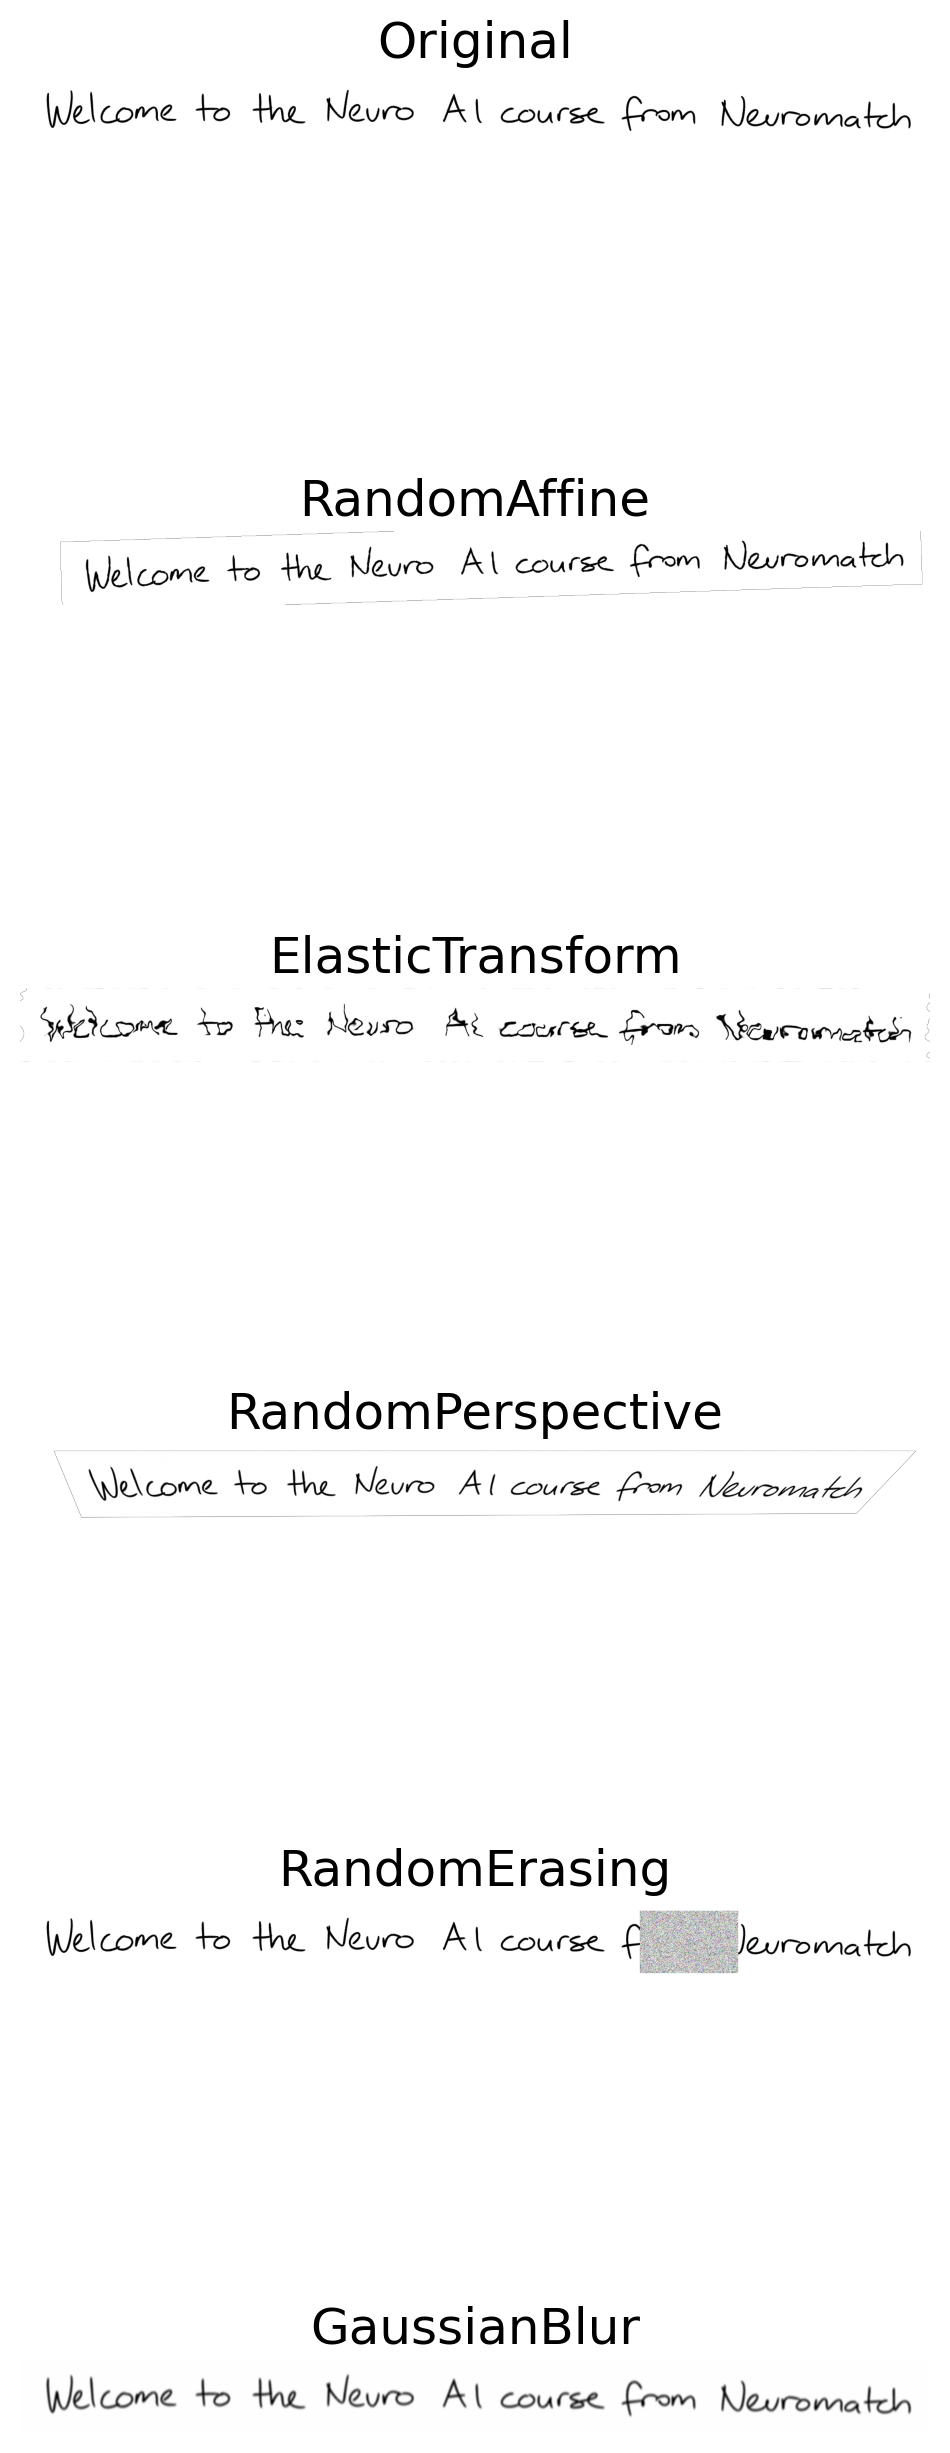 Original
Welcome to the Neuro AI course from Neuromatch
RandomAffine
Welcome to the Neuro AI course from Neuromatch
ElasticTransform
Welcome to the Neuro AI course from Neuromatch
RandomPerspective
Welcome to the Neuro AI course from Neuromatch
RandomErasing
Welcome to the Neuro AI course f euromatch
GaussianBlur
Welcome to the Neuro AI course from Neuromatch